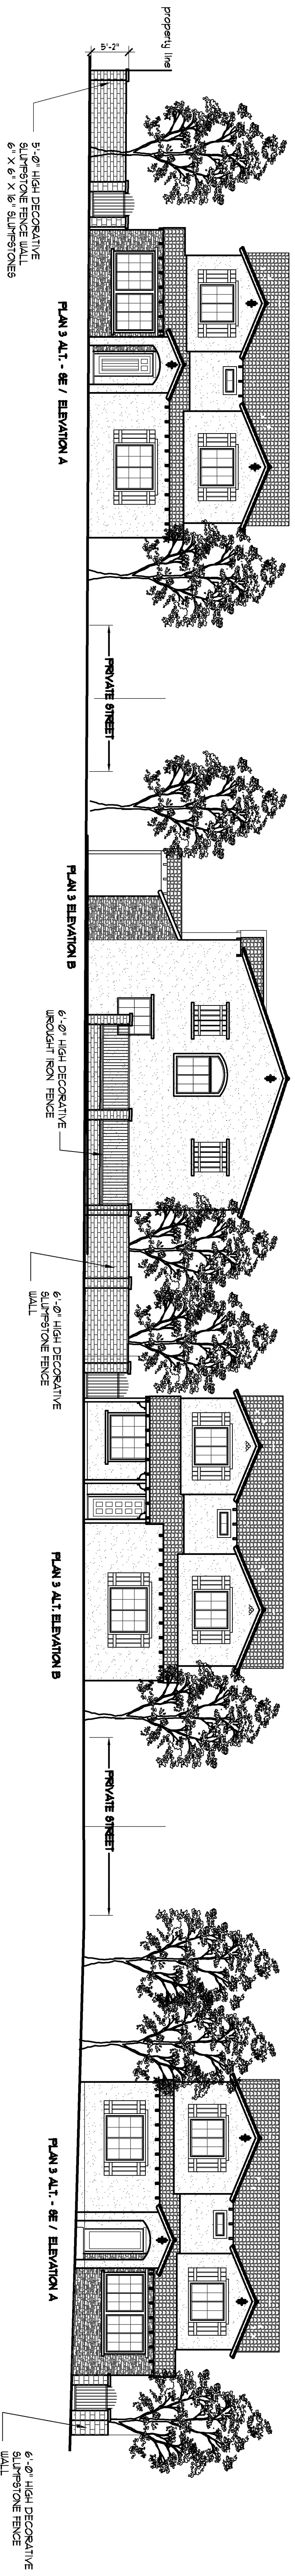 property line
5'-2"
5'-0" HIGH DECORATIVE
SLUMPSTONE FENCE WALL
6" X 6" X 16" SLUMPSTONES
PLAN 3 ALT. - SE / ELEVATION A
PRIVATE STREET
PLAN 3 ELEVATION B
6'-0" HIGH DECORATIVE
WROUGHT IRON FENCE
6'-0" HIGH DECORATIVE
SLUMPSTONE FENCE
WALL
PLAN 3 ALT. ELEVATION B
PRIVATE STREET
PLAN 3 ALT. - SE / ELEVATION A
6'-0" HIGH DECORATIVE
SLUMPSTONE FENCE
WALL